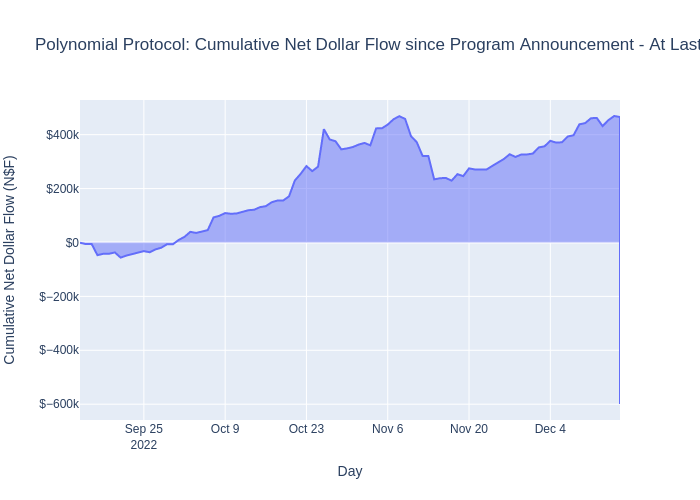 Polynomial Protocol: Cumulative Net Dollar Flow since Program Announcement - At Last
Cumulative Net Dollar Flow (N$F)
$400k
$200k
$0
$−200k
$−400k
$−600k
Sep 25
2022
Oct 9
Oct 23
Nov 6
Nov 20
Dec 4
Day